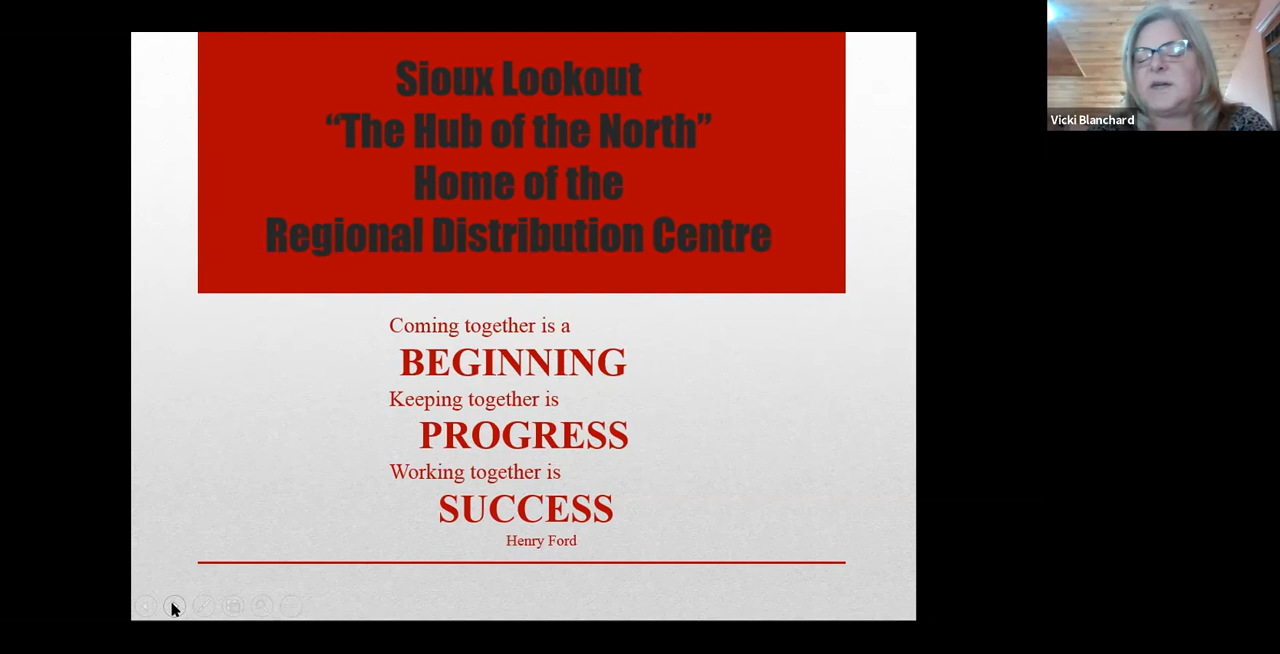 Sioux Lookout
“The Hub of the North”
Home of the
Regional Distribution Centre
Coming together is a
BEGINNING
Keeping together is
PROGRESS
Working together is
SUCCESS
Henry Ford
Vicki Blanchard